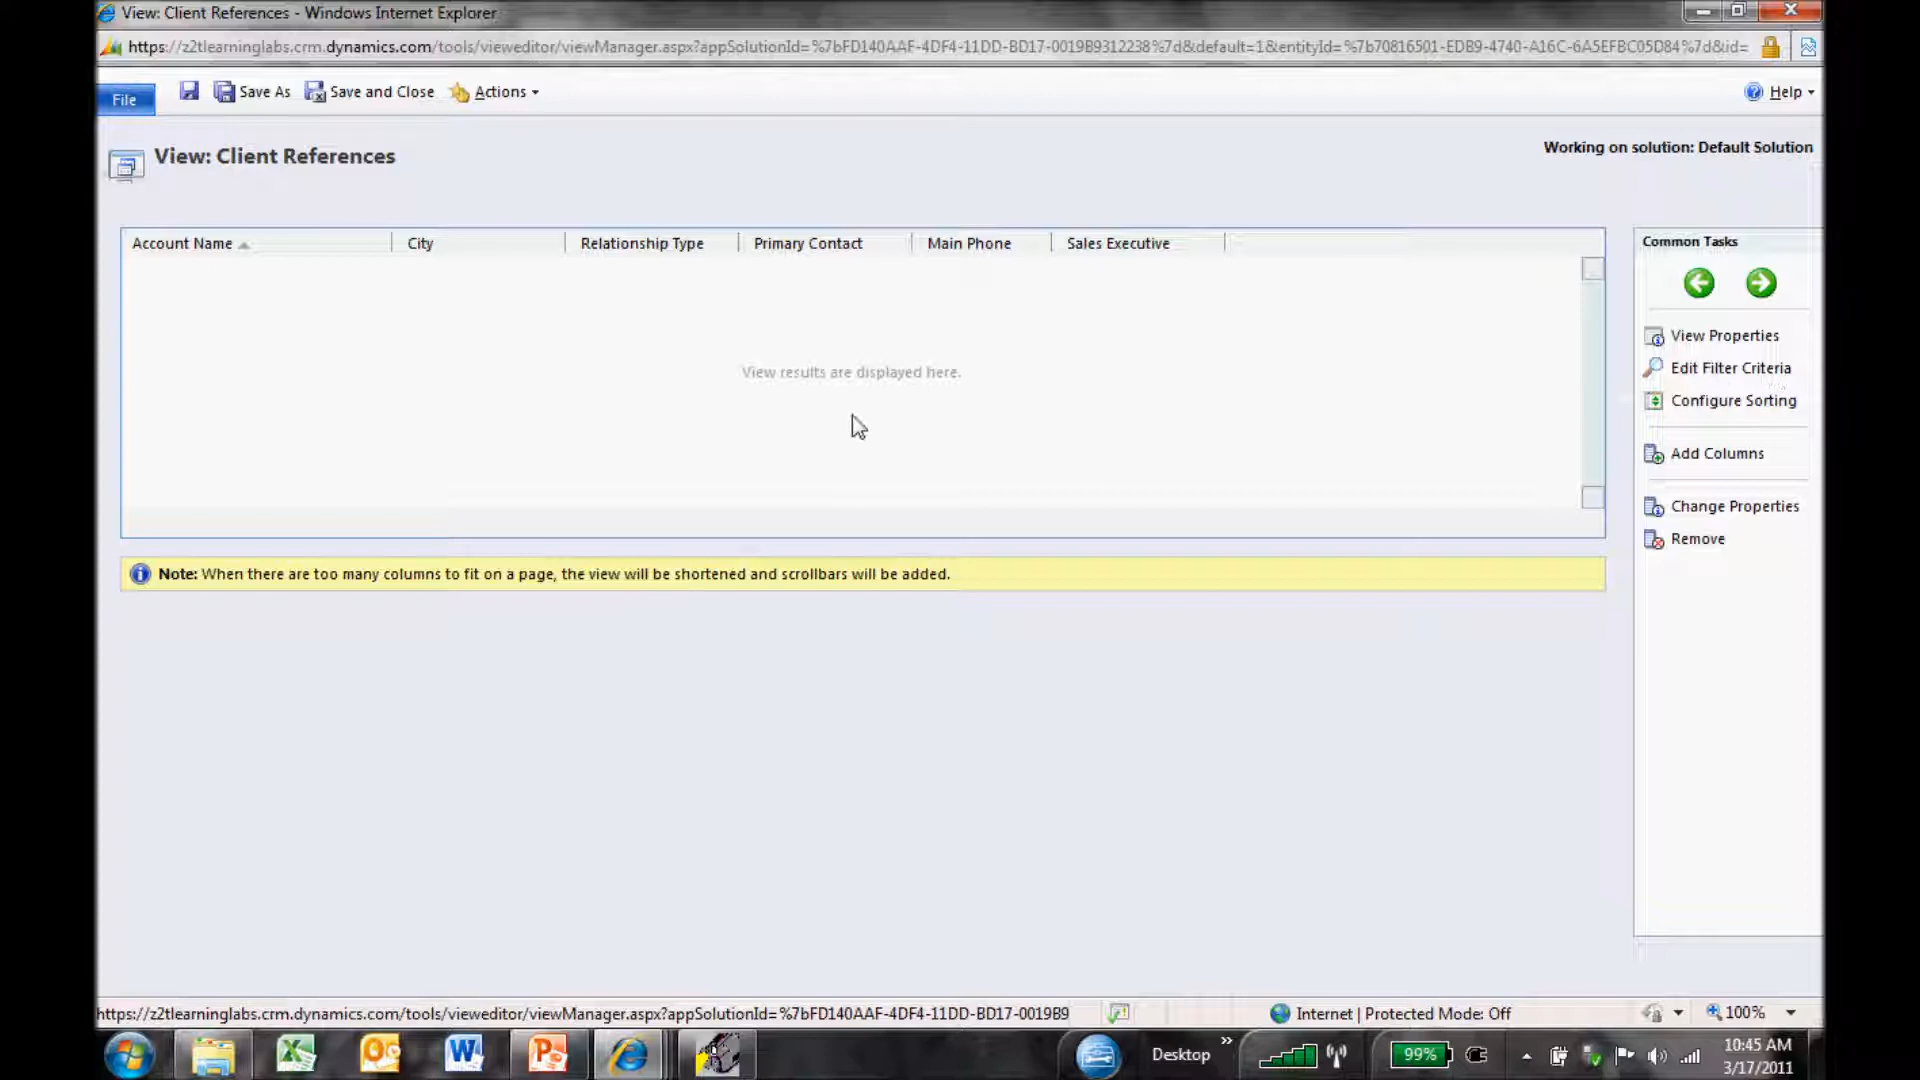 View: Client References - Windows Internet Explorer
https://z2tlearninglabs.crm.dynamics.com/tools/vieweditor/viewManager.aspx?appSolutionId=%7bFD140AAF-4DF4-11DD-BD17-0019B9312238%7d&default=1&entityId=%7b70816501-EDB9-4740-A16C-6A5EFBC05D84%7d&id=
File Save As Save and Close Actions Help
View: Client References
Working on solution: Default Solution
Account Name City Relationship Type Primary Contact Main Phone Sales Executive
Common Tasks
View Properties
View results are displayed here.
Edit Filter Criteria
Configure Sorting
Add Columns
Change Properties
Remove
Note: When there are too many columns to fit on a page, the view will be shortened and scrollbars will be added.
https://z2tlearninglabs.crm.dynamics.com/tools/vieweditor/viewManager.aspx?appSolutionId=%7bFD140AAF-4DF4-11DD-BD17-0019B9
Internet | Protected Mode: Off
100%
Desktop
99%
10:45 AM
3/17/2011